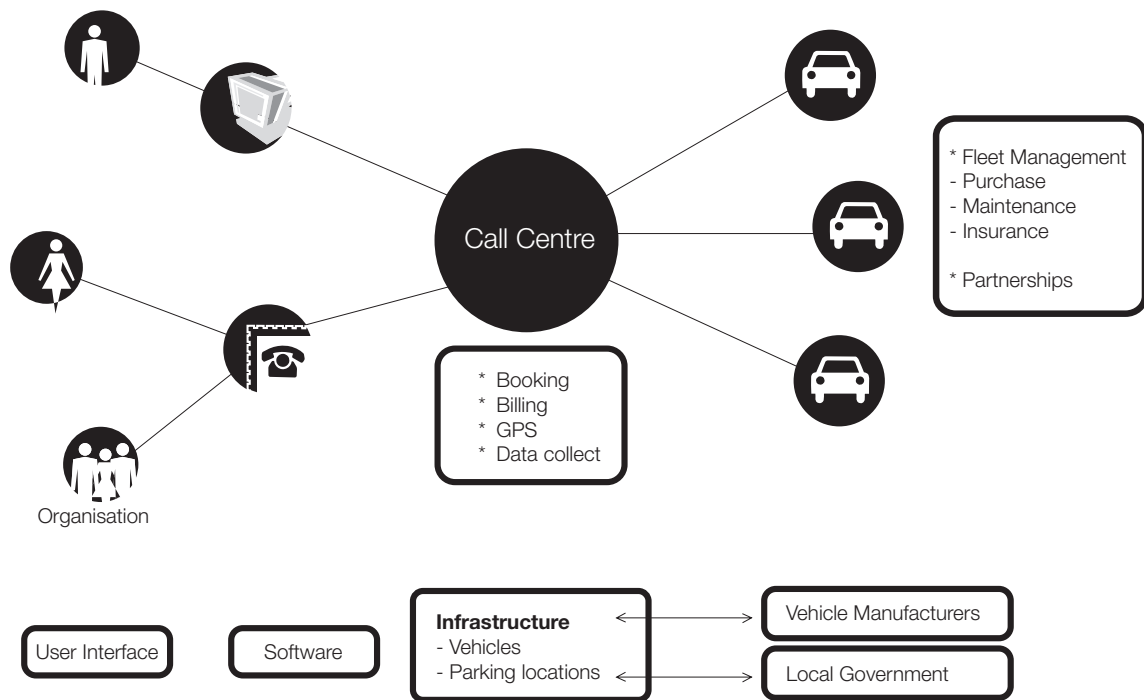 Call Centre
* Fleet Management
- Purchase
- Maintenance
- Insurance
* Partnerships
* Booking
* Billing
* GPS
* Data collect
Organisation
User Interface
Software
Infrastructure
- Vehicles
- Parking locations
Vehicle Manufacturers
Local Government